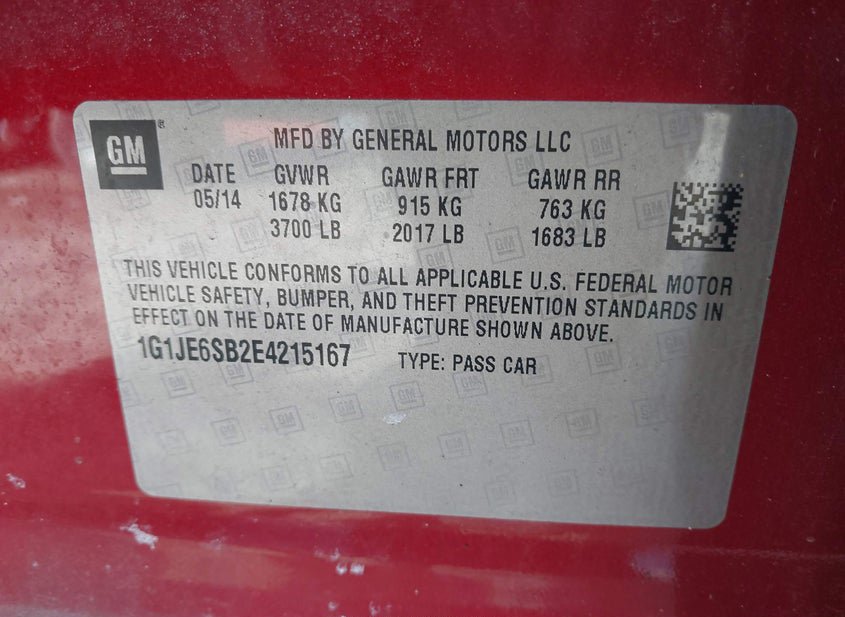 GM
MFD BY GENERAL MOTORS LLC
DATE GVWR GAWR FRT GAWR RR
05/14 1678 KG 915 KG 763 KG
3700 LB 2017 LB 1683 LB
THIS VEHICLE CONFORMS TO ALL APPLICABLE U.S. FEDERAL MOTOR
VEHICLE SAFETY, BUMPER, AND THEFT PREVENTION STANDARDS IN
EFFECT ON THE DATE OF MANUFACTURE SHOWN ABOVE.
1G1JE6SB2E4215167 TYPE: PASS CAR